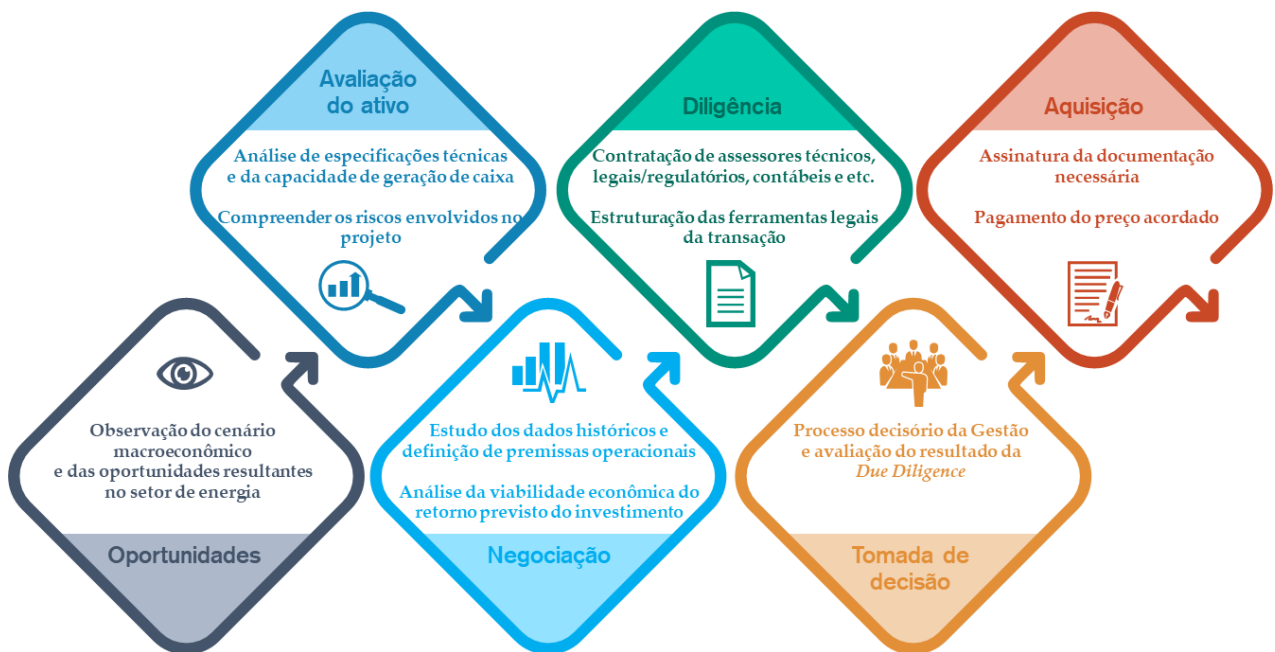 Avaliação
do ativo
Análise de especificações técnicas
e da capacidade de geração de caixa
Compreender os riscos envolvidos no
projeto
Diligência
Contratação de assessores técnicos,
legais/regulatórios, contábeis e etc.
Estruturação das ferramentas legais
da transação
Aquisição
Assinatura da documentação
necessária
Pagamento do preço acordado
Observação do cenário
macroeconômico
e das oportunidades resultantes
no setor de energia
Oportunidades
Estudo dos dados históricos e
definição de premissas operacionais
Análise da viabilidade econômica do
retorno previsto do investimento
Negociação
Processo decisório da Gestão
e avaliação do resultado da
Due Diligence
Tomada de
decisão